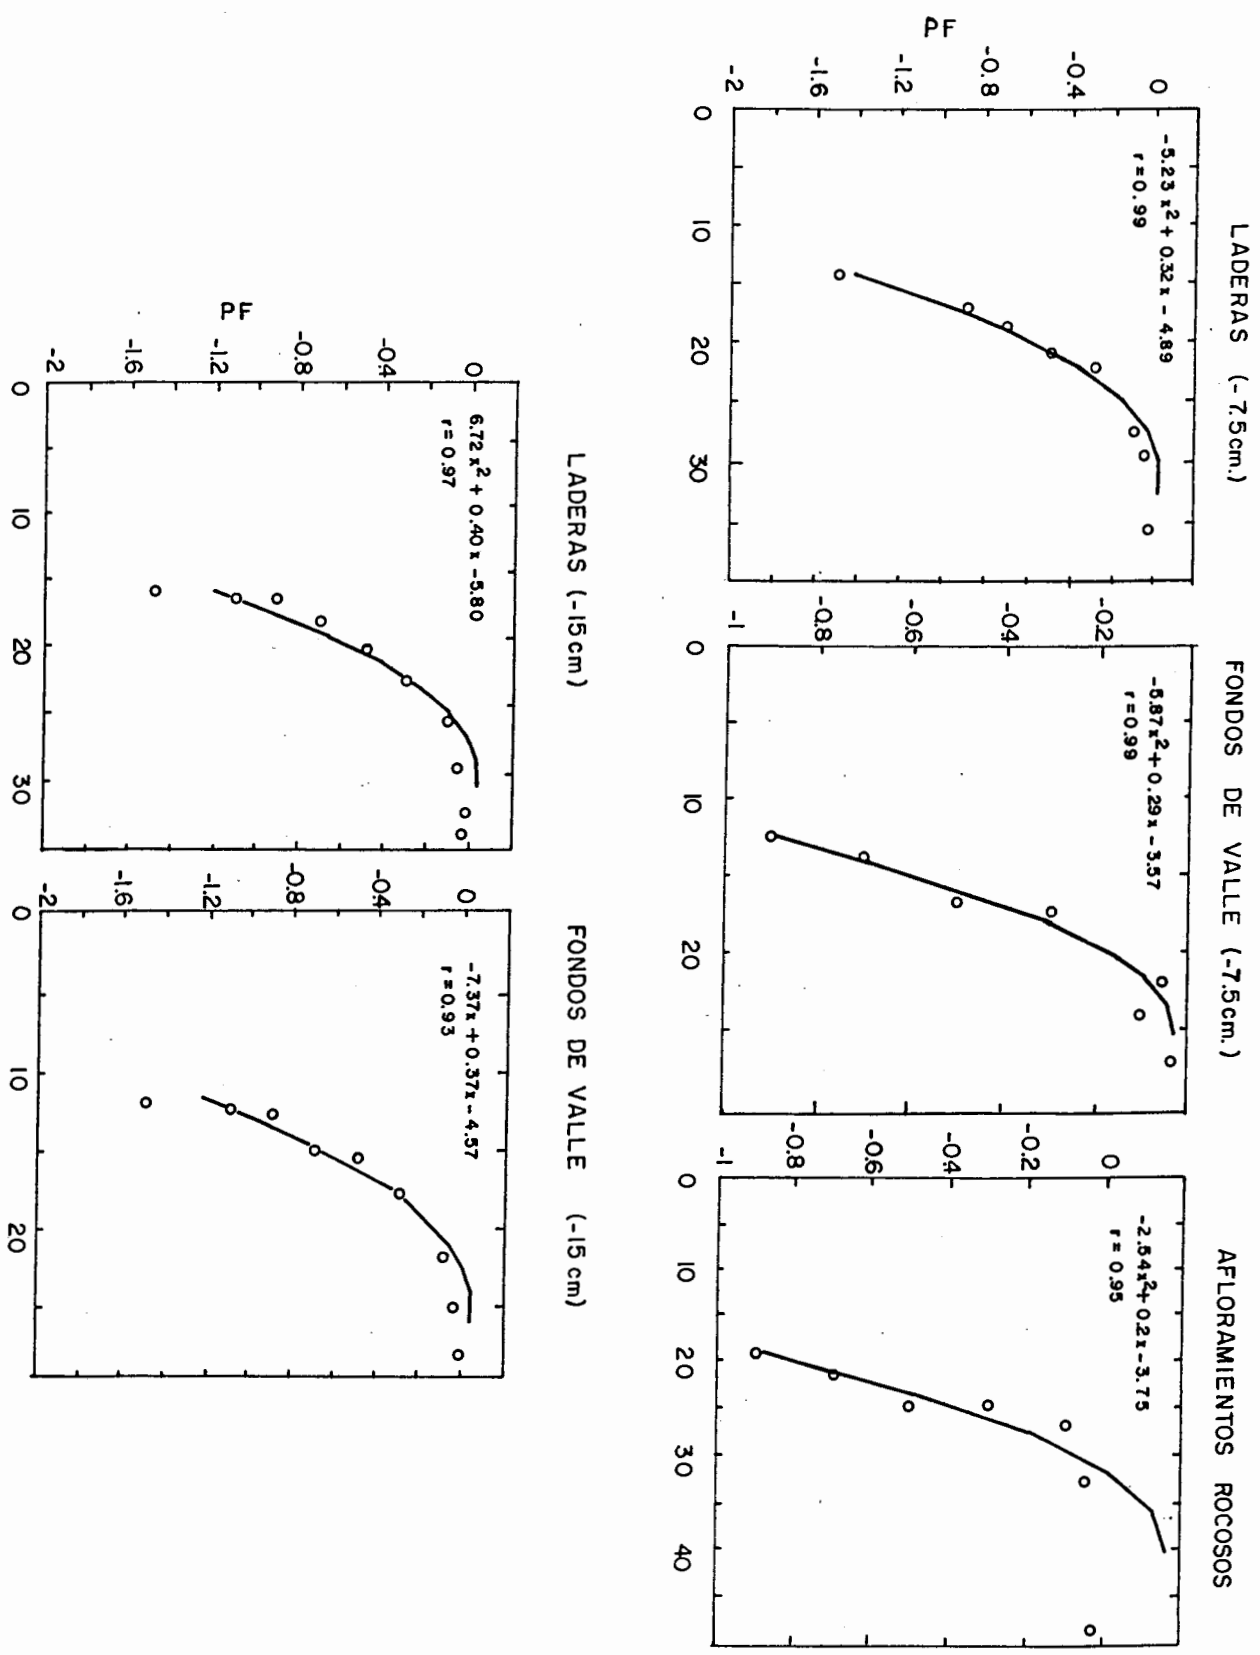 LADERAS (-7.5cm.)
PF
0
-0.4
-0.8
-1.2
-1.6
-2
-5.23 x² + 0.32x - 4.89
r = 0.99
0
10
20
30
FONDOS DE VALLE (-7.5cm.)
-0.2
-0.4
-0.6
-0.8
-1
-5.87x² + 0.29x - 3.57
r = 0.99
0
10
20
AFLORAMIENTOS ROCOSOS
0
-0.2
-0.4
-0.6
-0.8
-1
-2.54x² + 0.2x - 3.75
r = 0.95
0
10
20
30
40
LADERAS (-15 cm)
PF
0
-0.4
-0.8
-1.2
-1.6
-2
6.72 x² + 0.40x - 5.80
r = 0.97
0
10
20
30
FONDOS DE VALLE (-15 cm)
0
-0.4
-0.8
-1.2
-1.6
-2
-7.37x + 0.37x - 4.57
r = 0.93
0
10
20